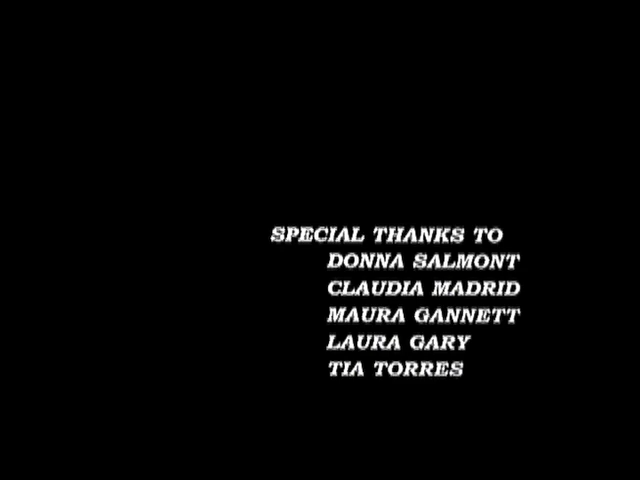 SPECIAL THANKS TO
DONNA SALMONT
CLAUDIA MADRID
MAURA GANNETT
LAURA GARY
TIA TORRES